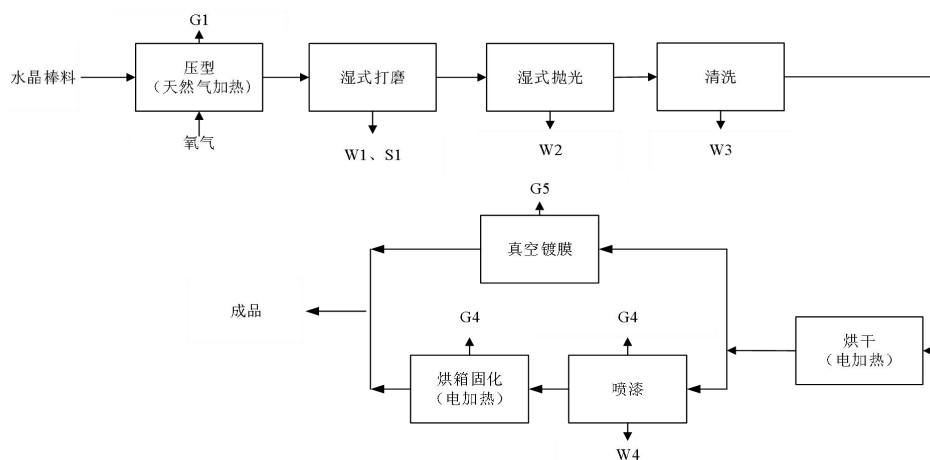 G1
水晶棒料
压型
（天然气加热）
氧气
湿式打磨
W1、S1
湿式抛光
W2
清洗
W3
G5
真空镀膜
成品
G4
烘箱固化
（电加热）
G4
喷漆
W4
烘干
（电加热）